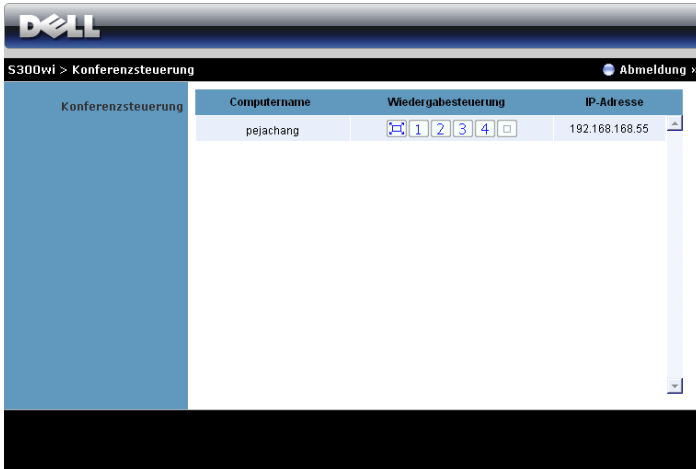 DELL
S300wi > Konferenzsteuerung
Abmeldung »
Konferenzsteuerung
Computername Wiedergabesteuerung IP-Adresse
pejachang 1 2 3 4 192.168.168.55